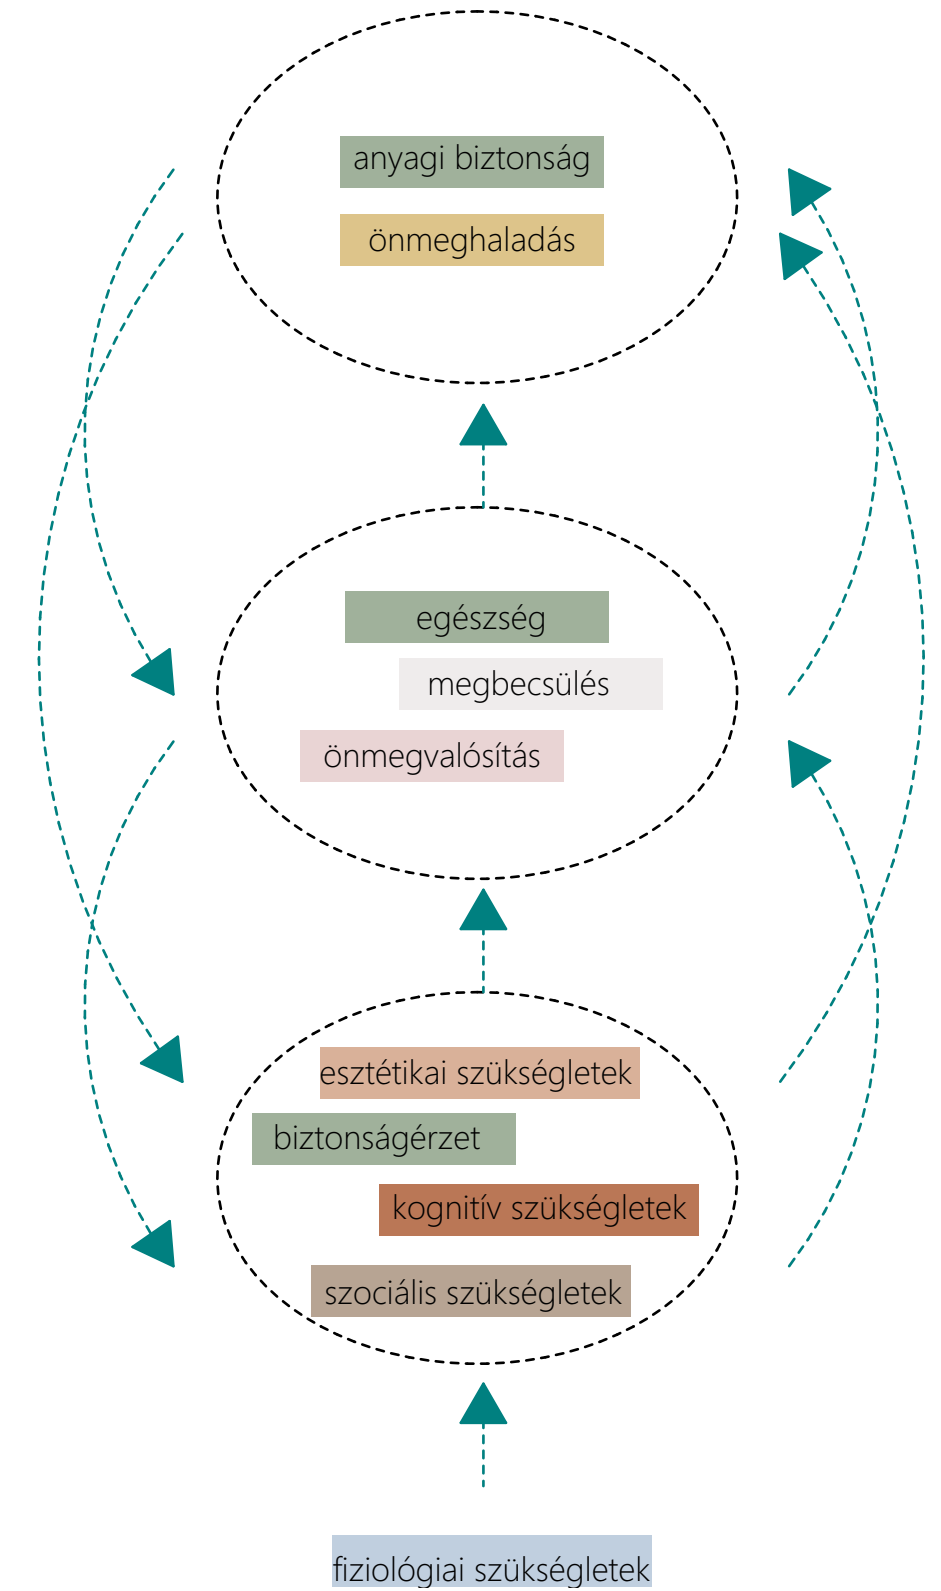 anyagi biztonság
önmeghaladás
egészség
megbecsülés
önmegvalósítás
esztétikai szükségletek
biztonságérzet
kognitív szükségletek
szociális szükségletek
fiziológiai szükségletek